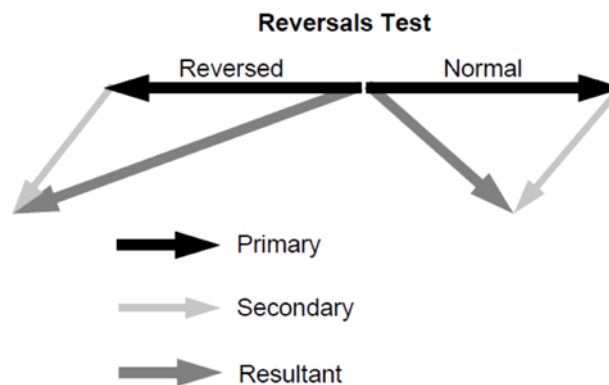 Reversals Test
Reversed
Normal
Primary
Secondary
Resultant